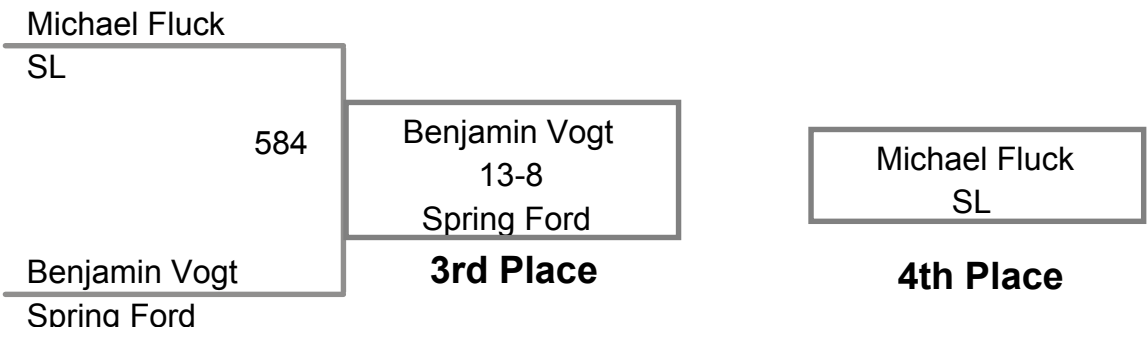 Michael Fluck
SL
584
Benjamin Vogt
Spring Ford
Benjamin Vogt
13-8
Spring Ford
3rd Place
Michael Fluck
SL
4th Place